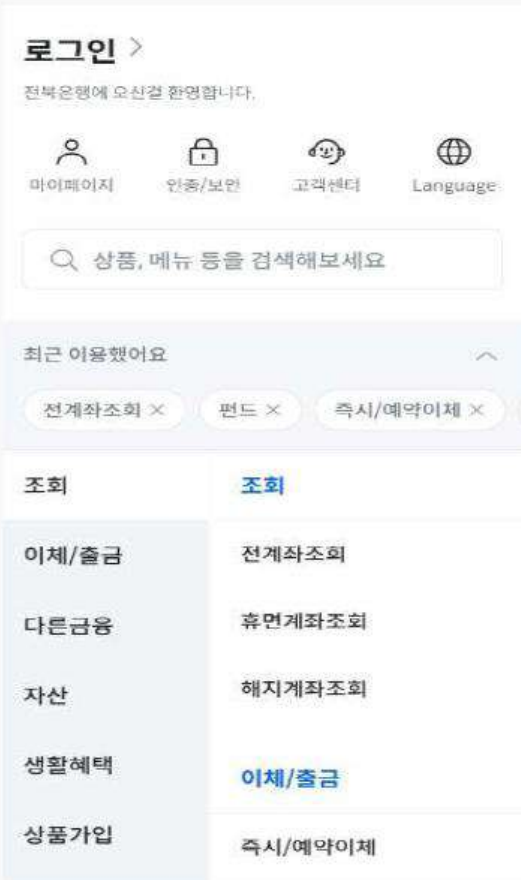 로그인 >
전북은행에 오신걸 환영합니다.
마이페이지 인증/보안 고객센터 Language
상품, 메뉴 등을 검색해보세요
최근 이용했어요
전계좌조회 × 펀드 × 즉시/예약이체 ×
조회 조회
이체/출금 전계좌조회
다른금융 휴면계좌조회
자산 해지계좌조회
생활혜택 이체/출금
상품가입 즉시/예약이체